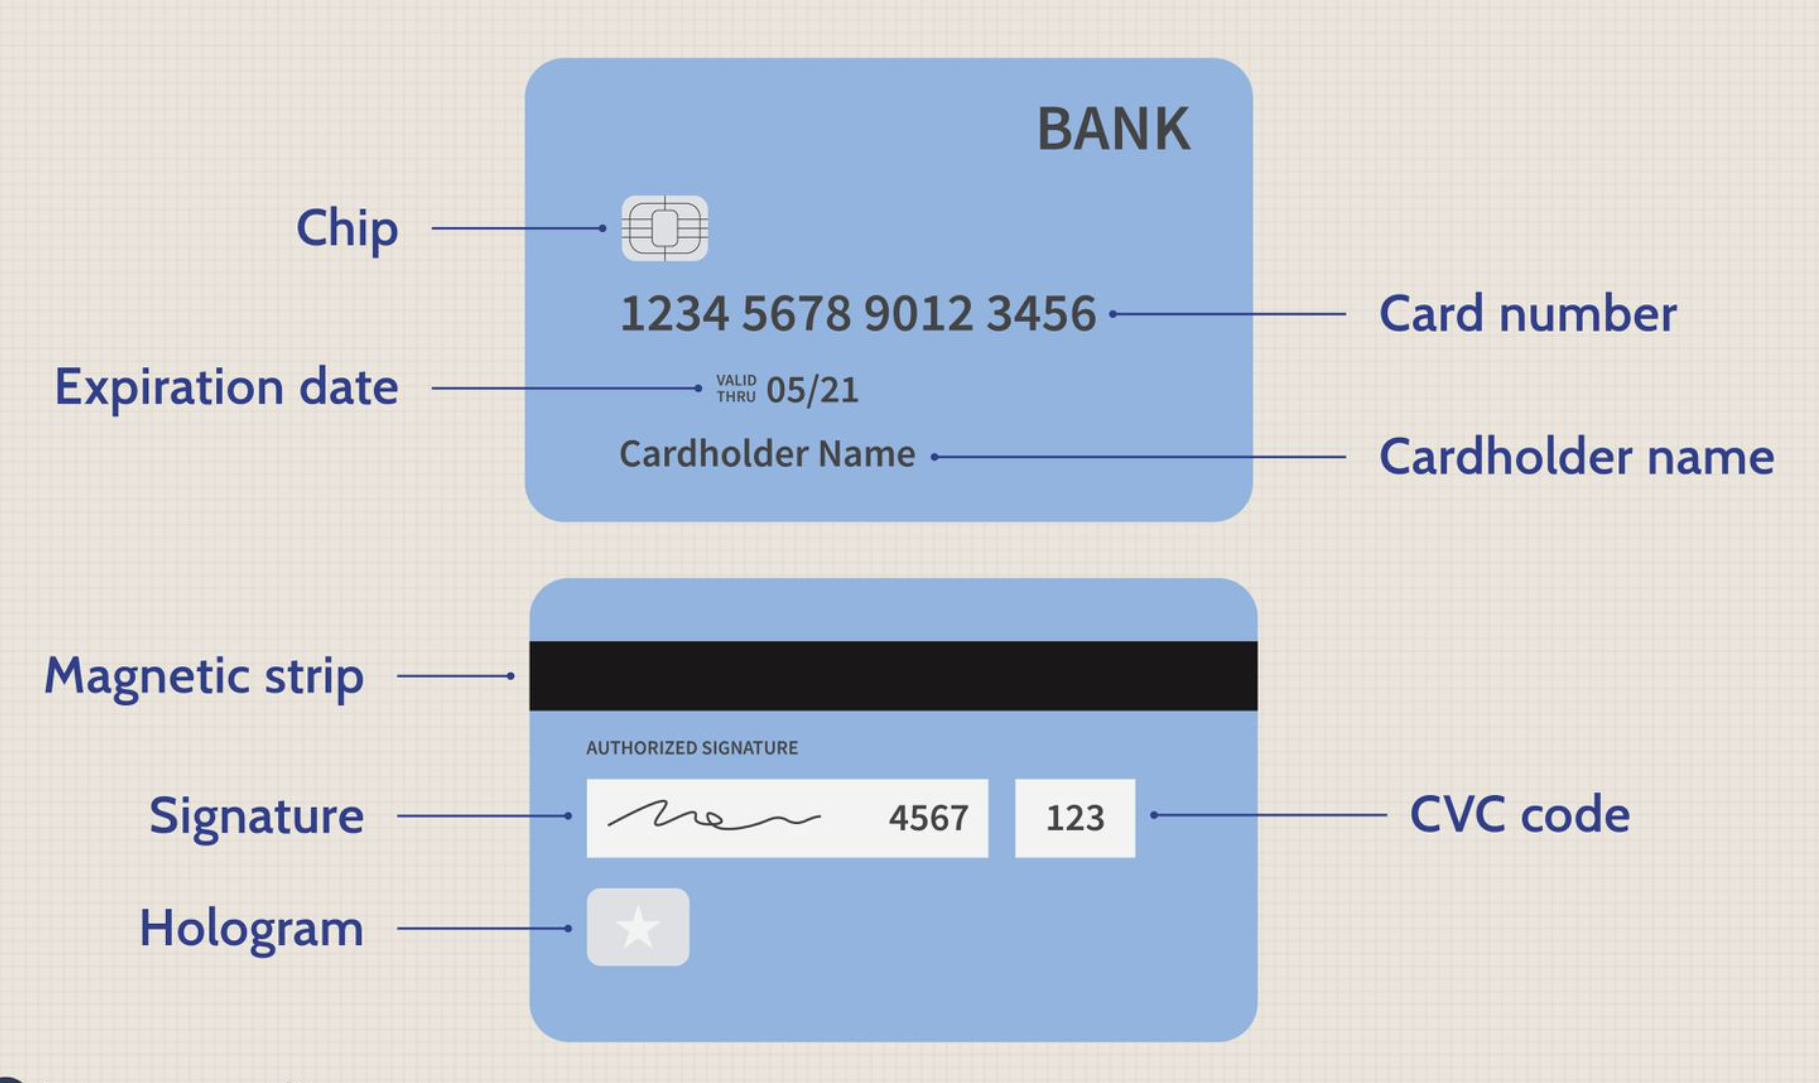 BANK
Chip
1234 5678 9012 3456
Card number
Expiration date
VALID
THRU
05/21
Cardholder Name
Cardholder name
Magnetic strip
AUTHORIZED SIGNATURE
Signature
4567
123
CVC code
Hologram